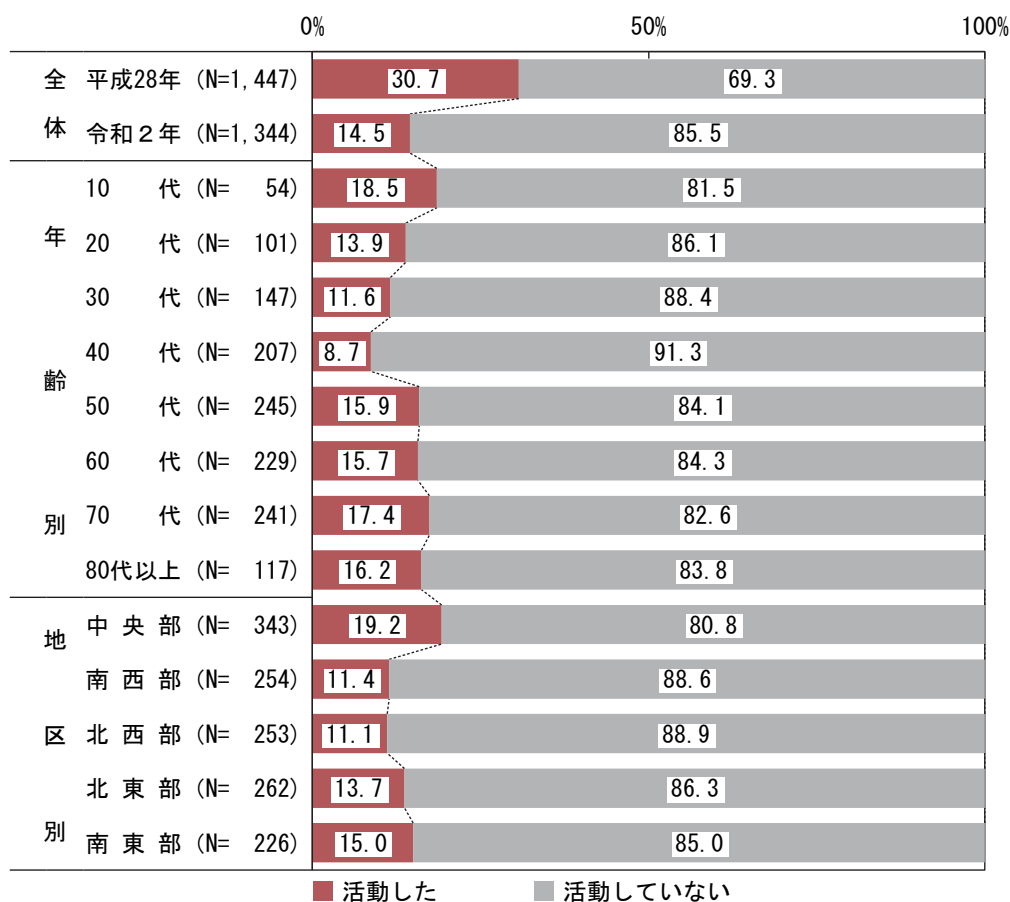 0% 50% 100%
全 平成28年 (N=1,447) 30.7 69.3
体 令和２年 (N=1,344) 14.5 85.5
10 代 (N= 54) 18.5 81.5
年 20 代 (N= 101) 13.9 86.1
30 代 (N= 147) 11.6 88.4
40 代 (N= 207) 8.7 91.3
齢
50 代 (N= 245) 15.9 84.1
60 代 (N= 229) 15.7 84.3
別 70 代 (N= 241) 17.4 82.6
80代以上 (N= 117) 16.2 83.8
地 中 央 部 (N= 343) 19.2 80.8
南 西 部 (N= 254) 11.4 88.6
区 北 西 部 (N= 253) 11.1 88.9
北 東 部 (N= 262) 13.7 86.3
別 南 東 部 (N= 226) 15.0 85.0
活動した 活動していない